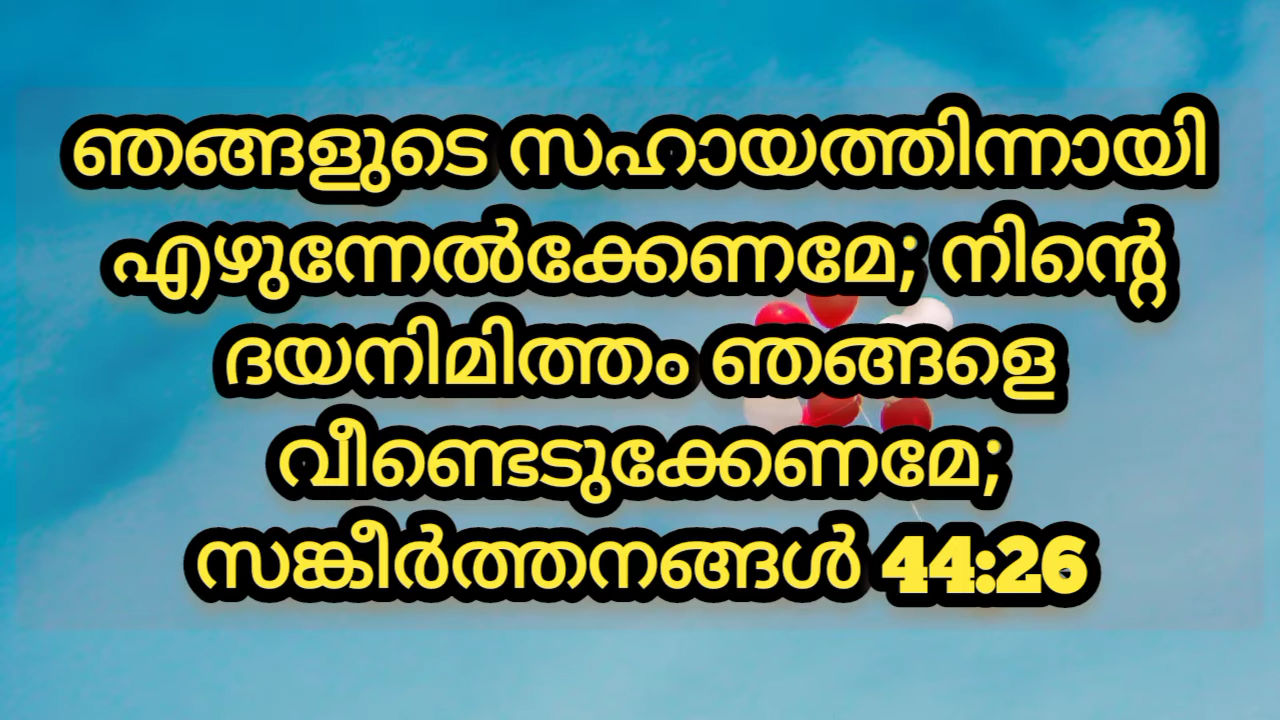 ഞങ്ങളുടെ സഹായത്തിന്നായി
എഴുന്നേൽക്കേണമേ; നിന്റെ
ദയനിമിത്തം ഞങ്ങളെ
വീണ്ടെടുക്കേണമേ;
സങ്കീർത്തനങ്ങൾ 44:26